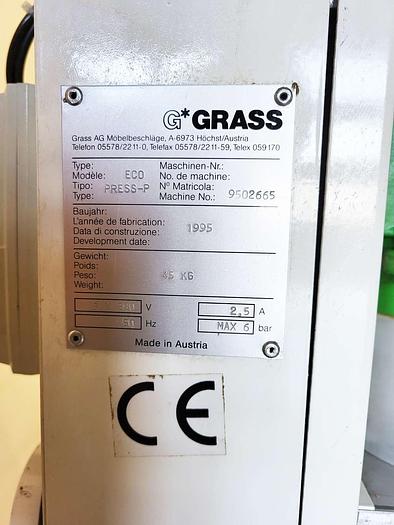 G*GRASS
Grass AG Möbelbeschläge, A-6973 Höchst/Austria
Telefon 05578/2211-0, Telefax 05578/2211-59, Telex 059170
Type: Maschinen-Nr.:
Modèle: ECO No. de machine:
Tipo: PRESS-P Nº Matricola:
Type: Machine No.: 9502665
Baujahr:
L'année de fabrication:
Data di construzione: 1995
Development date:
Gewicht:
Poids:
Peso: 45 KG
Weight:
V 2,5 A
Hz MAX 6 bar
Made in Austria
CE